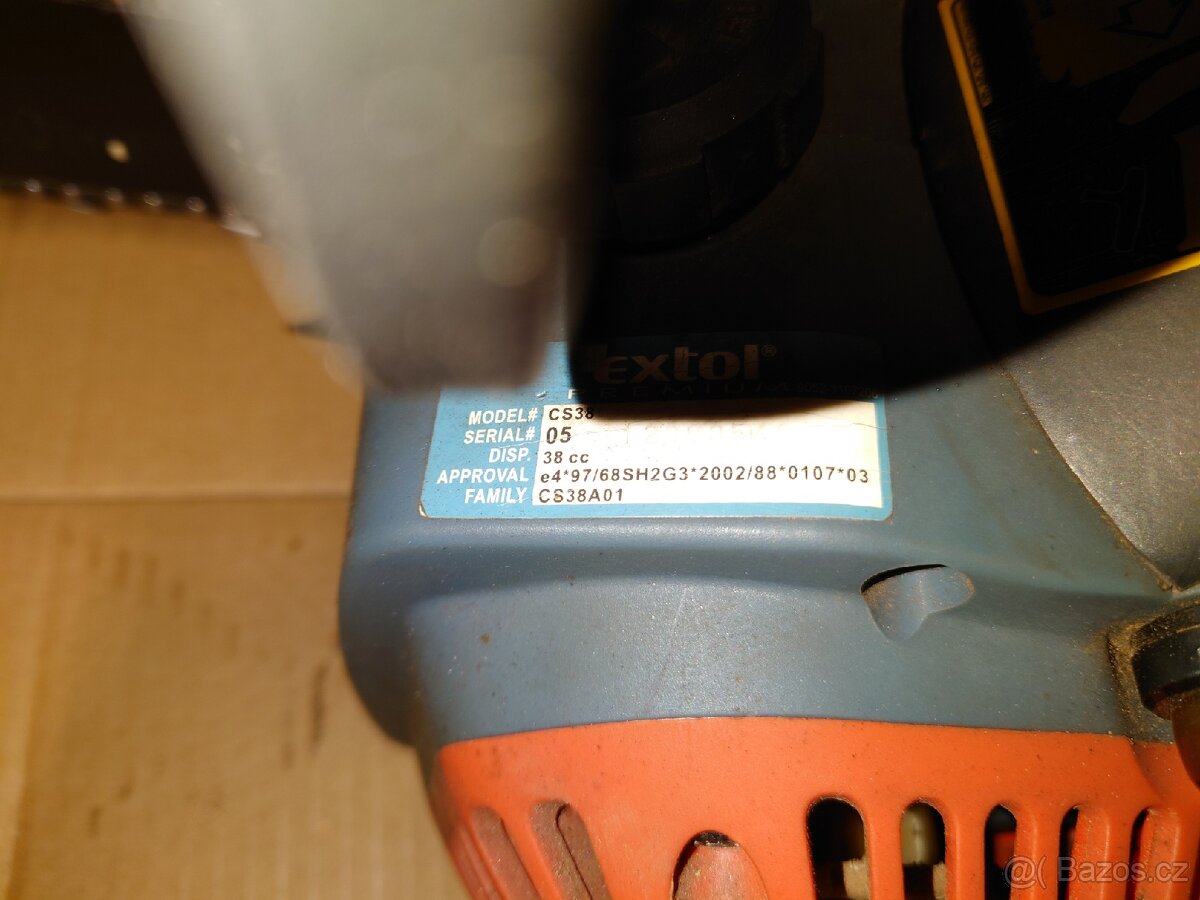 extol®
PREMIUM
MODEL# CS38
SERIAL# 05
DISP. 38 cc
APPROVAL e4*97/68SH2G3*2002/88*0107*03
FAMILY CS38A01
@( Bazos.cz